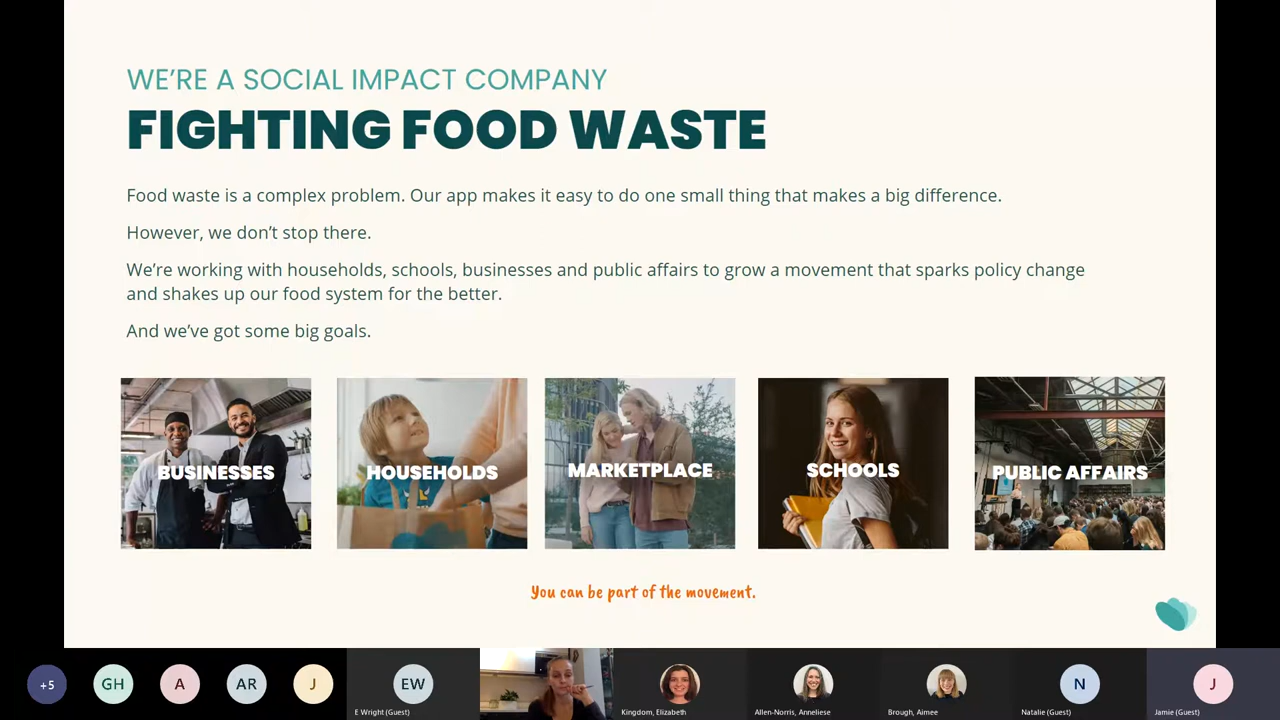 WE'RE A SOCIAL IMPACT COMPANY
FIGHTING FOOD WASTE
Food waste is a complex problem. Our app makes it easy to do one small thing that makes a big difference.
However, we don't stop there.
We're working with households, schools, businesses and public affairs to grow a movement that sparks policy change
and shakes up our food system for the better.
And we've got some big goals.
BUSINESSES
HOUSEHOLDS
MARKETPLACE
SCHOOLS
PUBLIC AFFAIRS
You can be part of the movement.
+5
GH
A
AR
J
EW
N
J
E Wright (Guest)
Kingdom, Elizabeth
Allen-Norris, Anneliese
Brough, Aimee
Natalie (Guest)
Jamie (Guest)